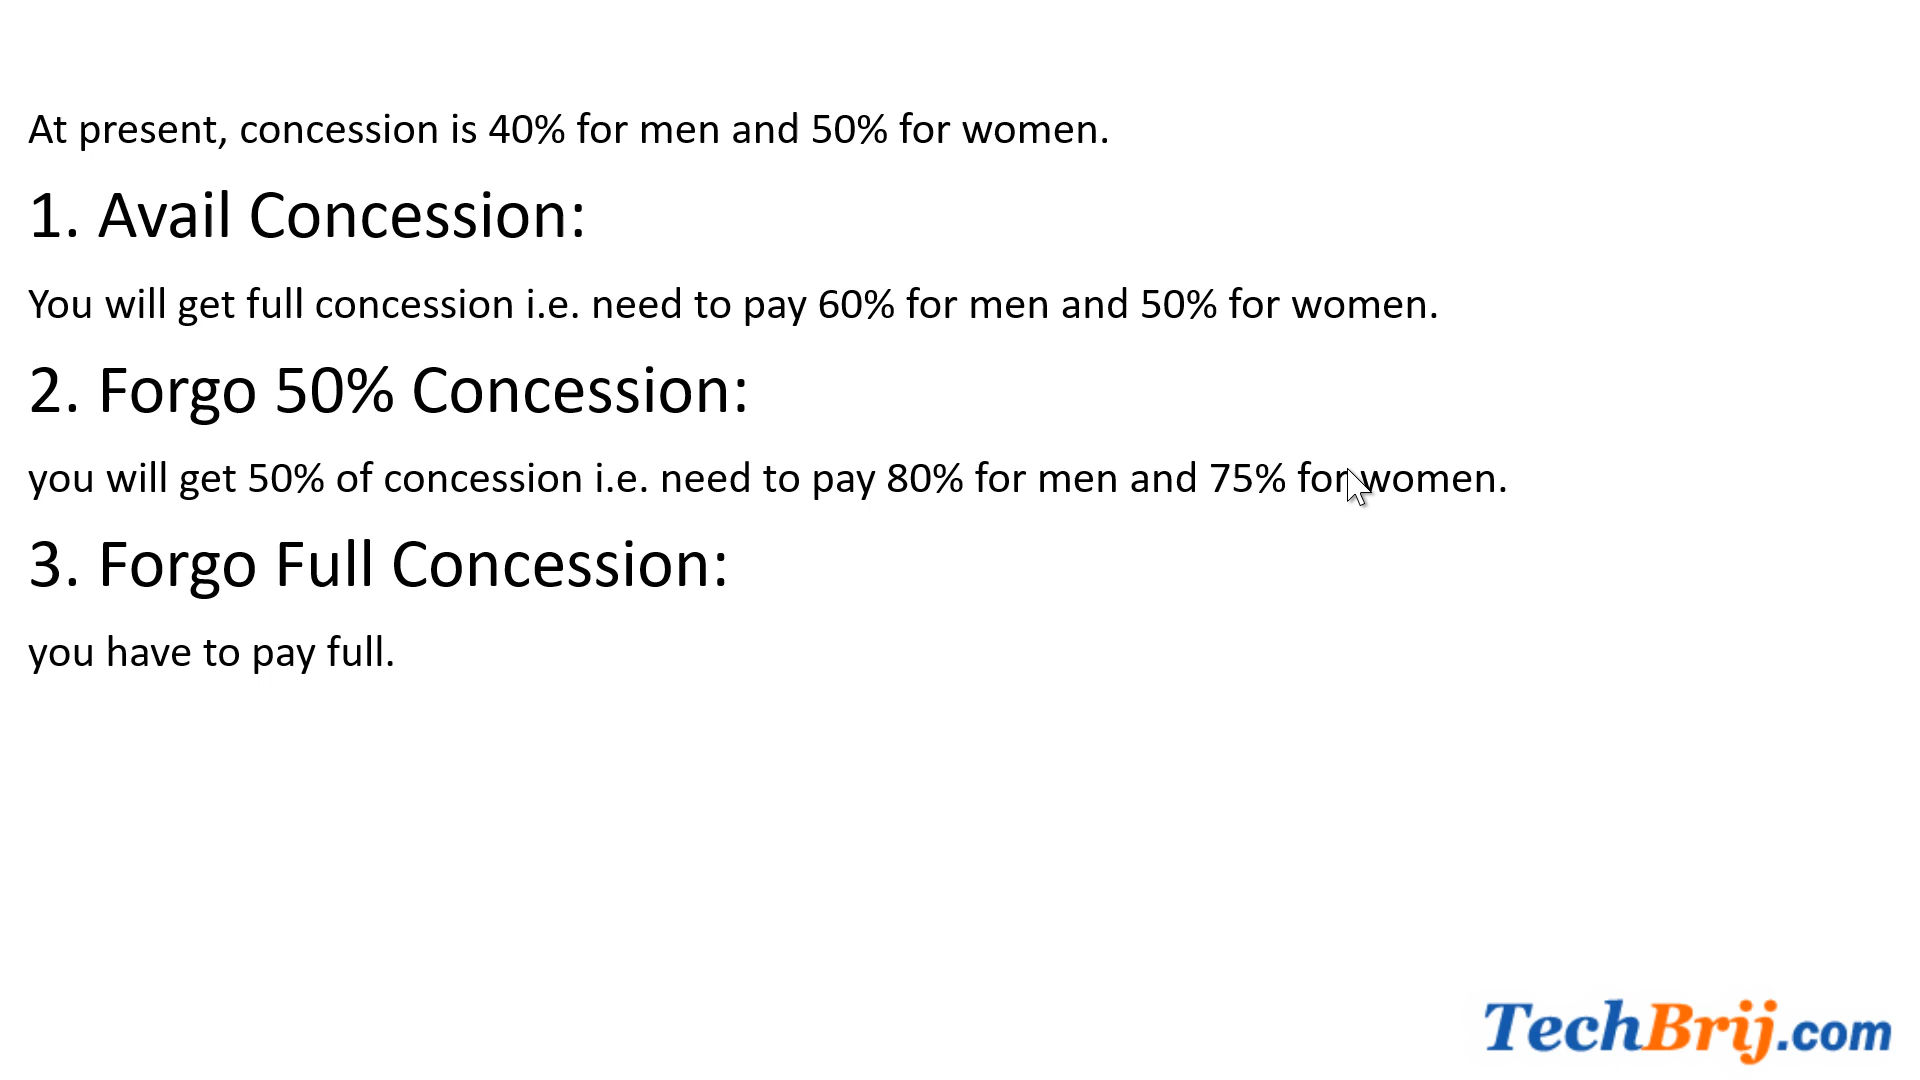 At present, concession is 40% for men and 50% for women.
1. Avail Concession:
You will get full concession i.e. need to pay 60% for men and 50% for women.
2. Forgo 50% Concession:
you will get 50% of concession i.e. need to pay 80% for men and 75% for women.
3. Forgo Full Concession:
you have to pay full.
TechBrij.com